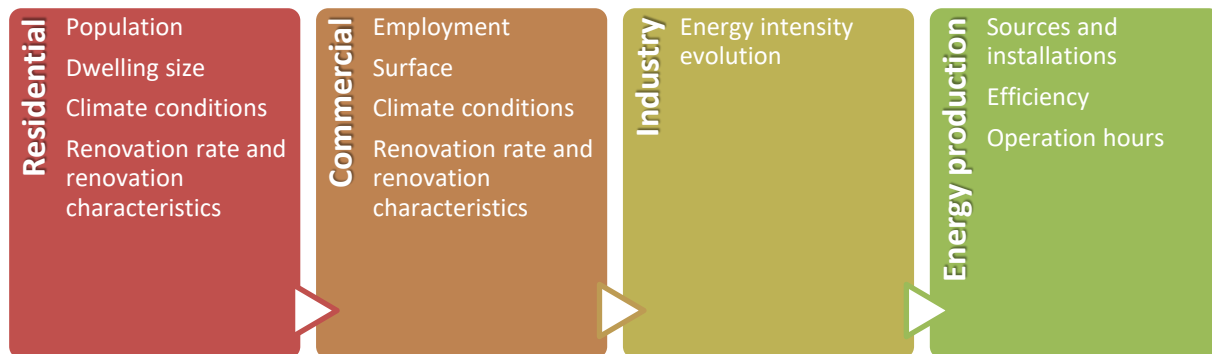 Residential
Population
Dwelling size
Climate conditions
Renovation rate and
renovation
characteristics
Commercial
Employment
Surface
Climate conditions
Renovation rate and
renovation
characteristics
Industry
Energy intensity
evolution
Energy production
Sources and
installations
Efficiency
Operation hours